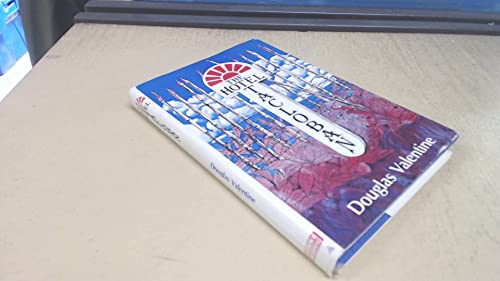 THE
HOTEL
TACLOBAN
Douglas Valentine
Douglas Valentine